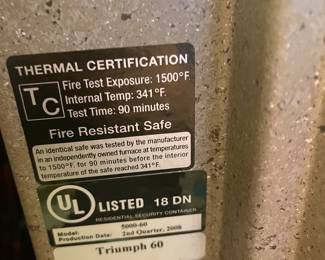 THERMAL CERTIFICATION
TC
Fire Test Exposure: 1500°F.
Internal Temp: 341°F.
Test Time: 90 minutes
Fire Resistant Safe
An identical safe was tested by the manufacturer
in an independently owned furnace at temperatures
to 1500°F. for 90 minutes before the interior
temperature of the safe reached 341°F.
UL LISTED 18 DN
RESIDENTIAL SECURITY CONTAINER
Model: 5000-60
Production Date: 2nd Quarter, 2008
Triumph 60